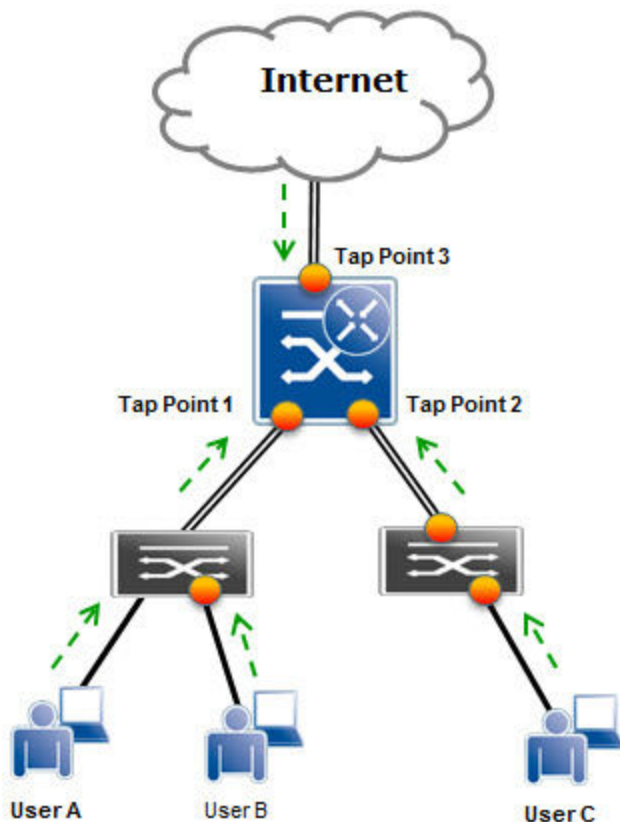 Internet
Tap Point 3
Tap Point 1
Tap Point 2
User A
User B
User C